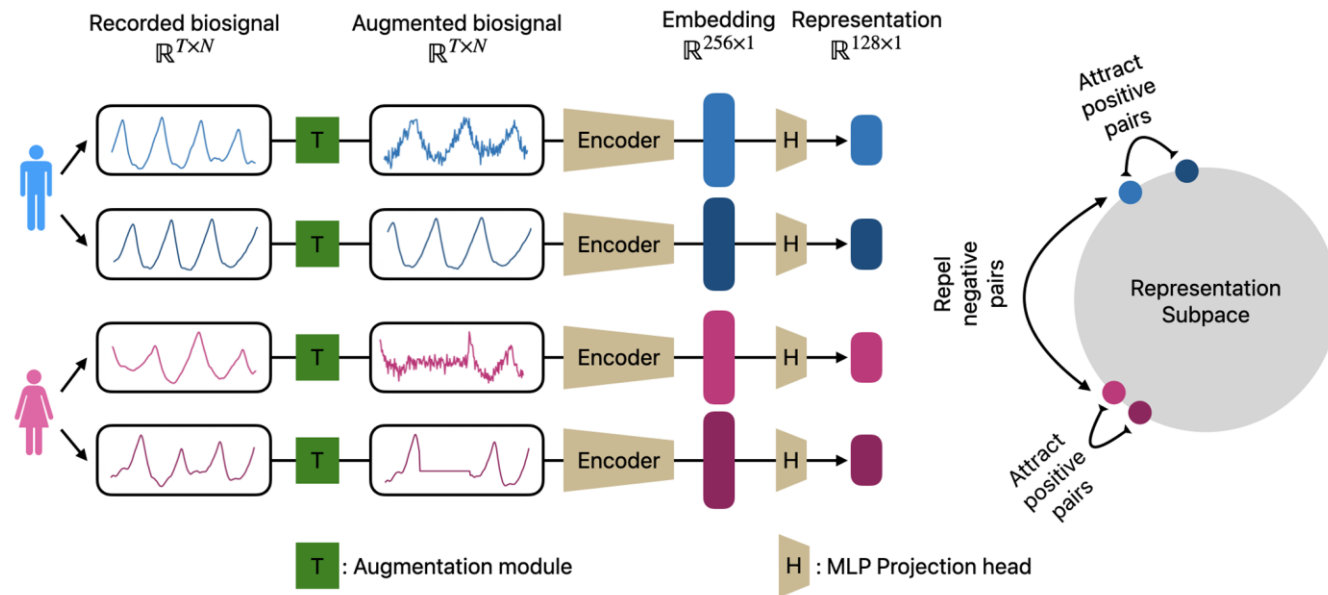 Recorded biosignal
ℝ^{T×N}
Augmented biosignal
ℝ^{T×N}
Embedding
ℝ^{256×1}
Representation
ℝ^{128×1}
T
Encoder
H
T
Encoder
H
T
Encoder
H
T
Encoder
H
Attract
positive
pairs
Repel
negative
pairs
Representation
Subpace
Attract
positive
pairs
T : Augmentation module
H : MLP Projection head